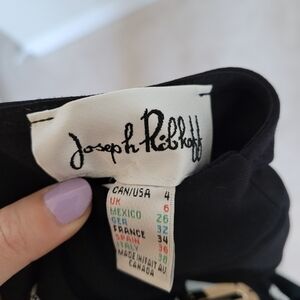 Joseph Ribkoff
CAN/USA 4
UK 6
MEXICO 26
GER 32
FRANCE 34
SPAIN 36
ITALY 38
MADE IN/FAIT AU
CANADA